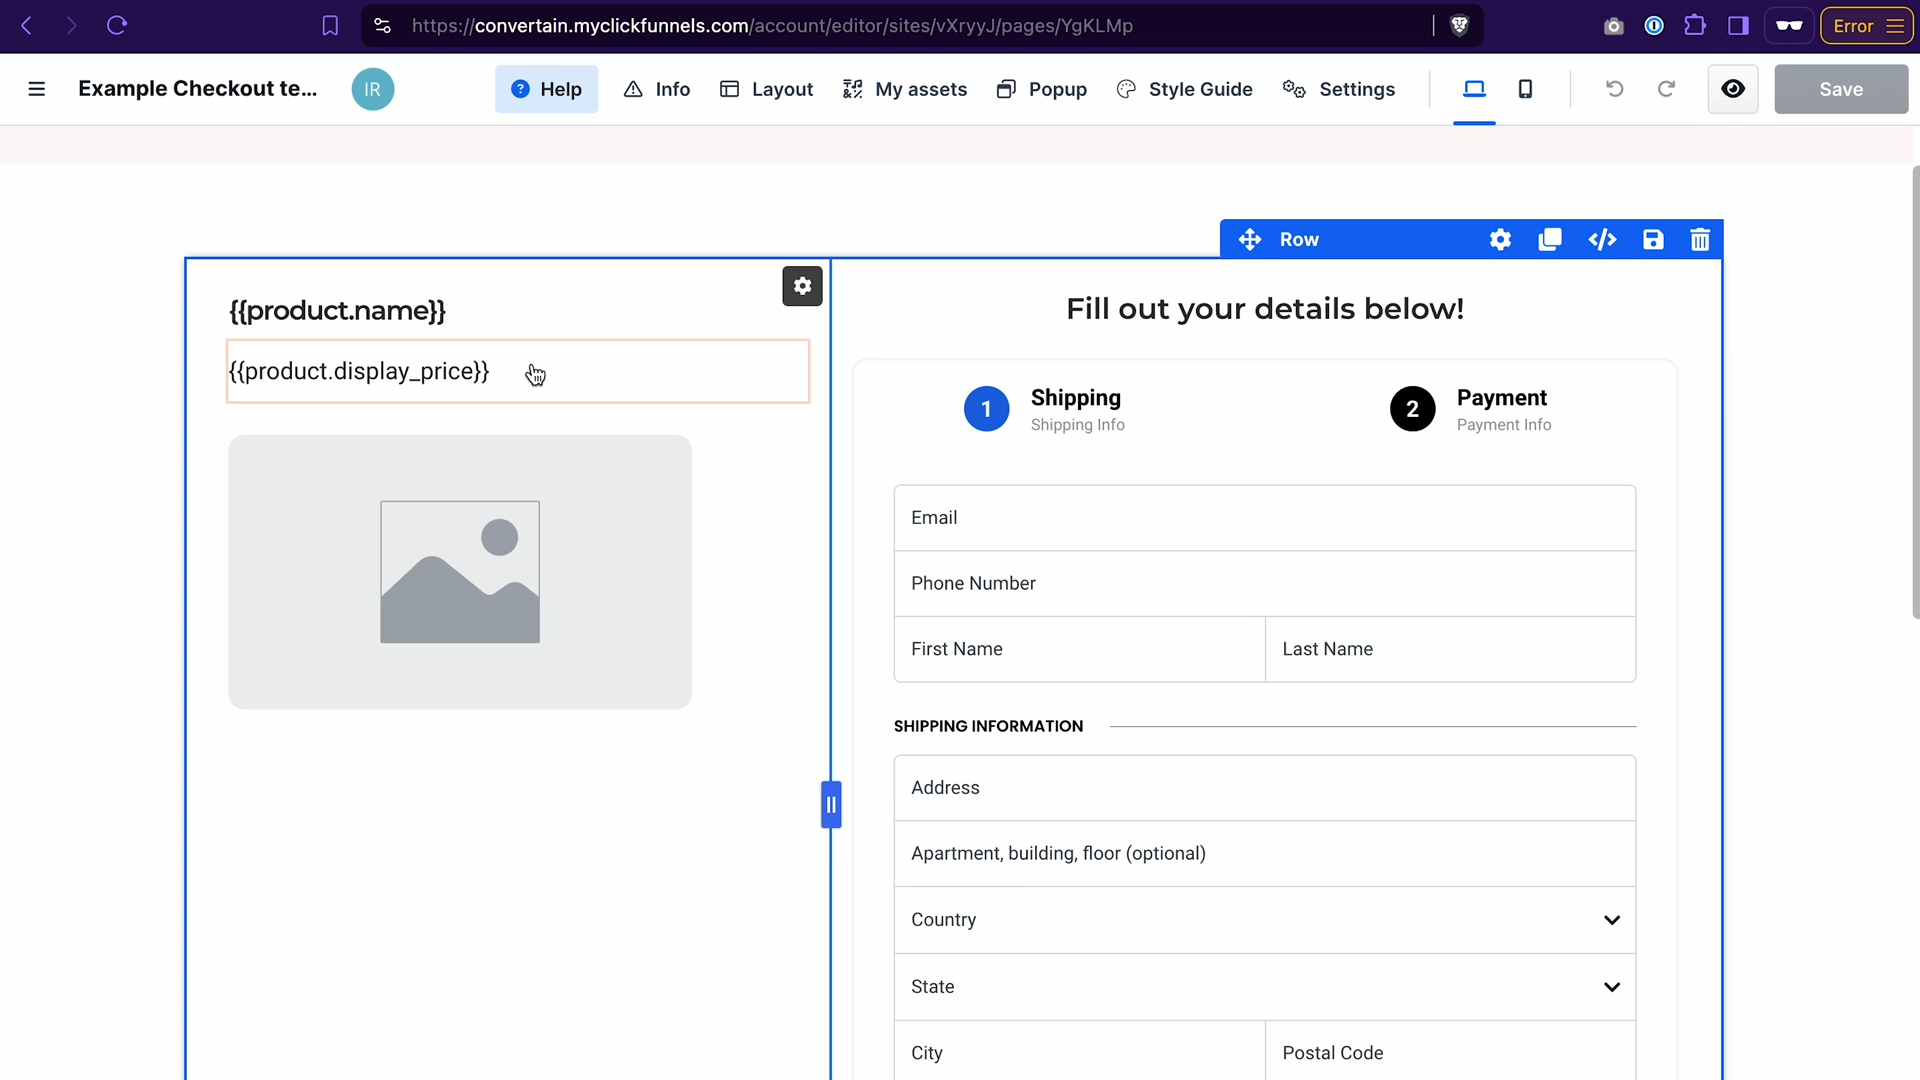 https://convertain.myclickfunnels.com/account/editor/sites/vXryyJ/pages/YgKLMp
Error
Example Checkout te...
IR
Help
Info
Layout
My assets
Popup
Style Guide
Settings
Save
Row
{{product.name}}
{{product.display_price}}
Fill out your details below!
1
Shipping
Shipping Info
2
Payment
Payment Info
Email
Phone Number
First Name
Last Name
SHIPPING INFORMATION
Address
Apartment, building, floor (optional)
Country
State
City
Postal Code